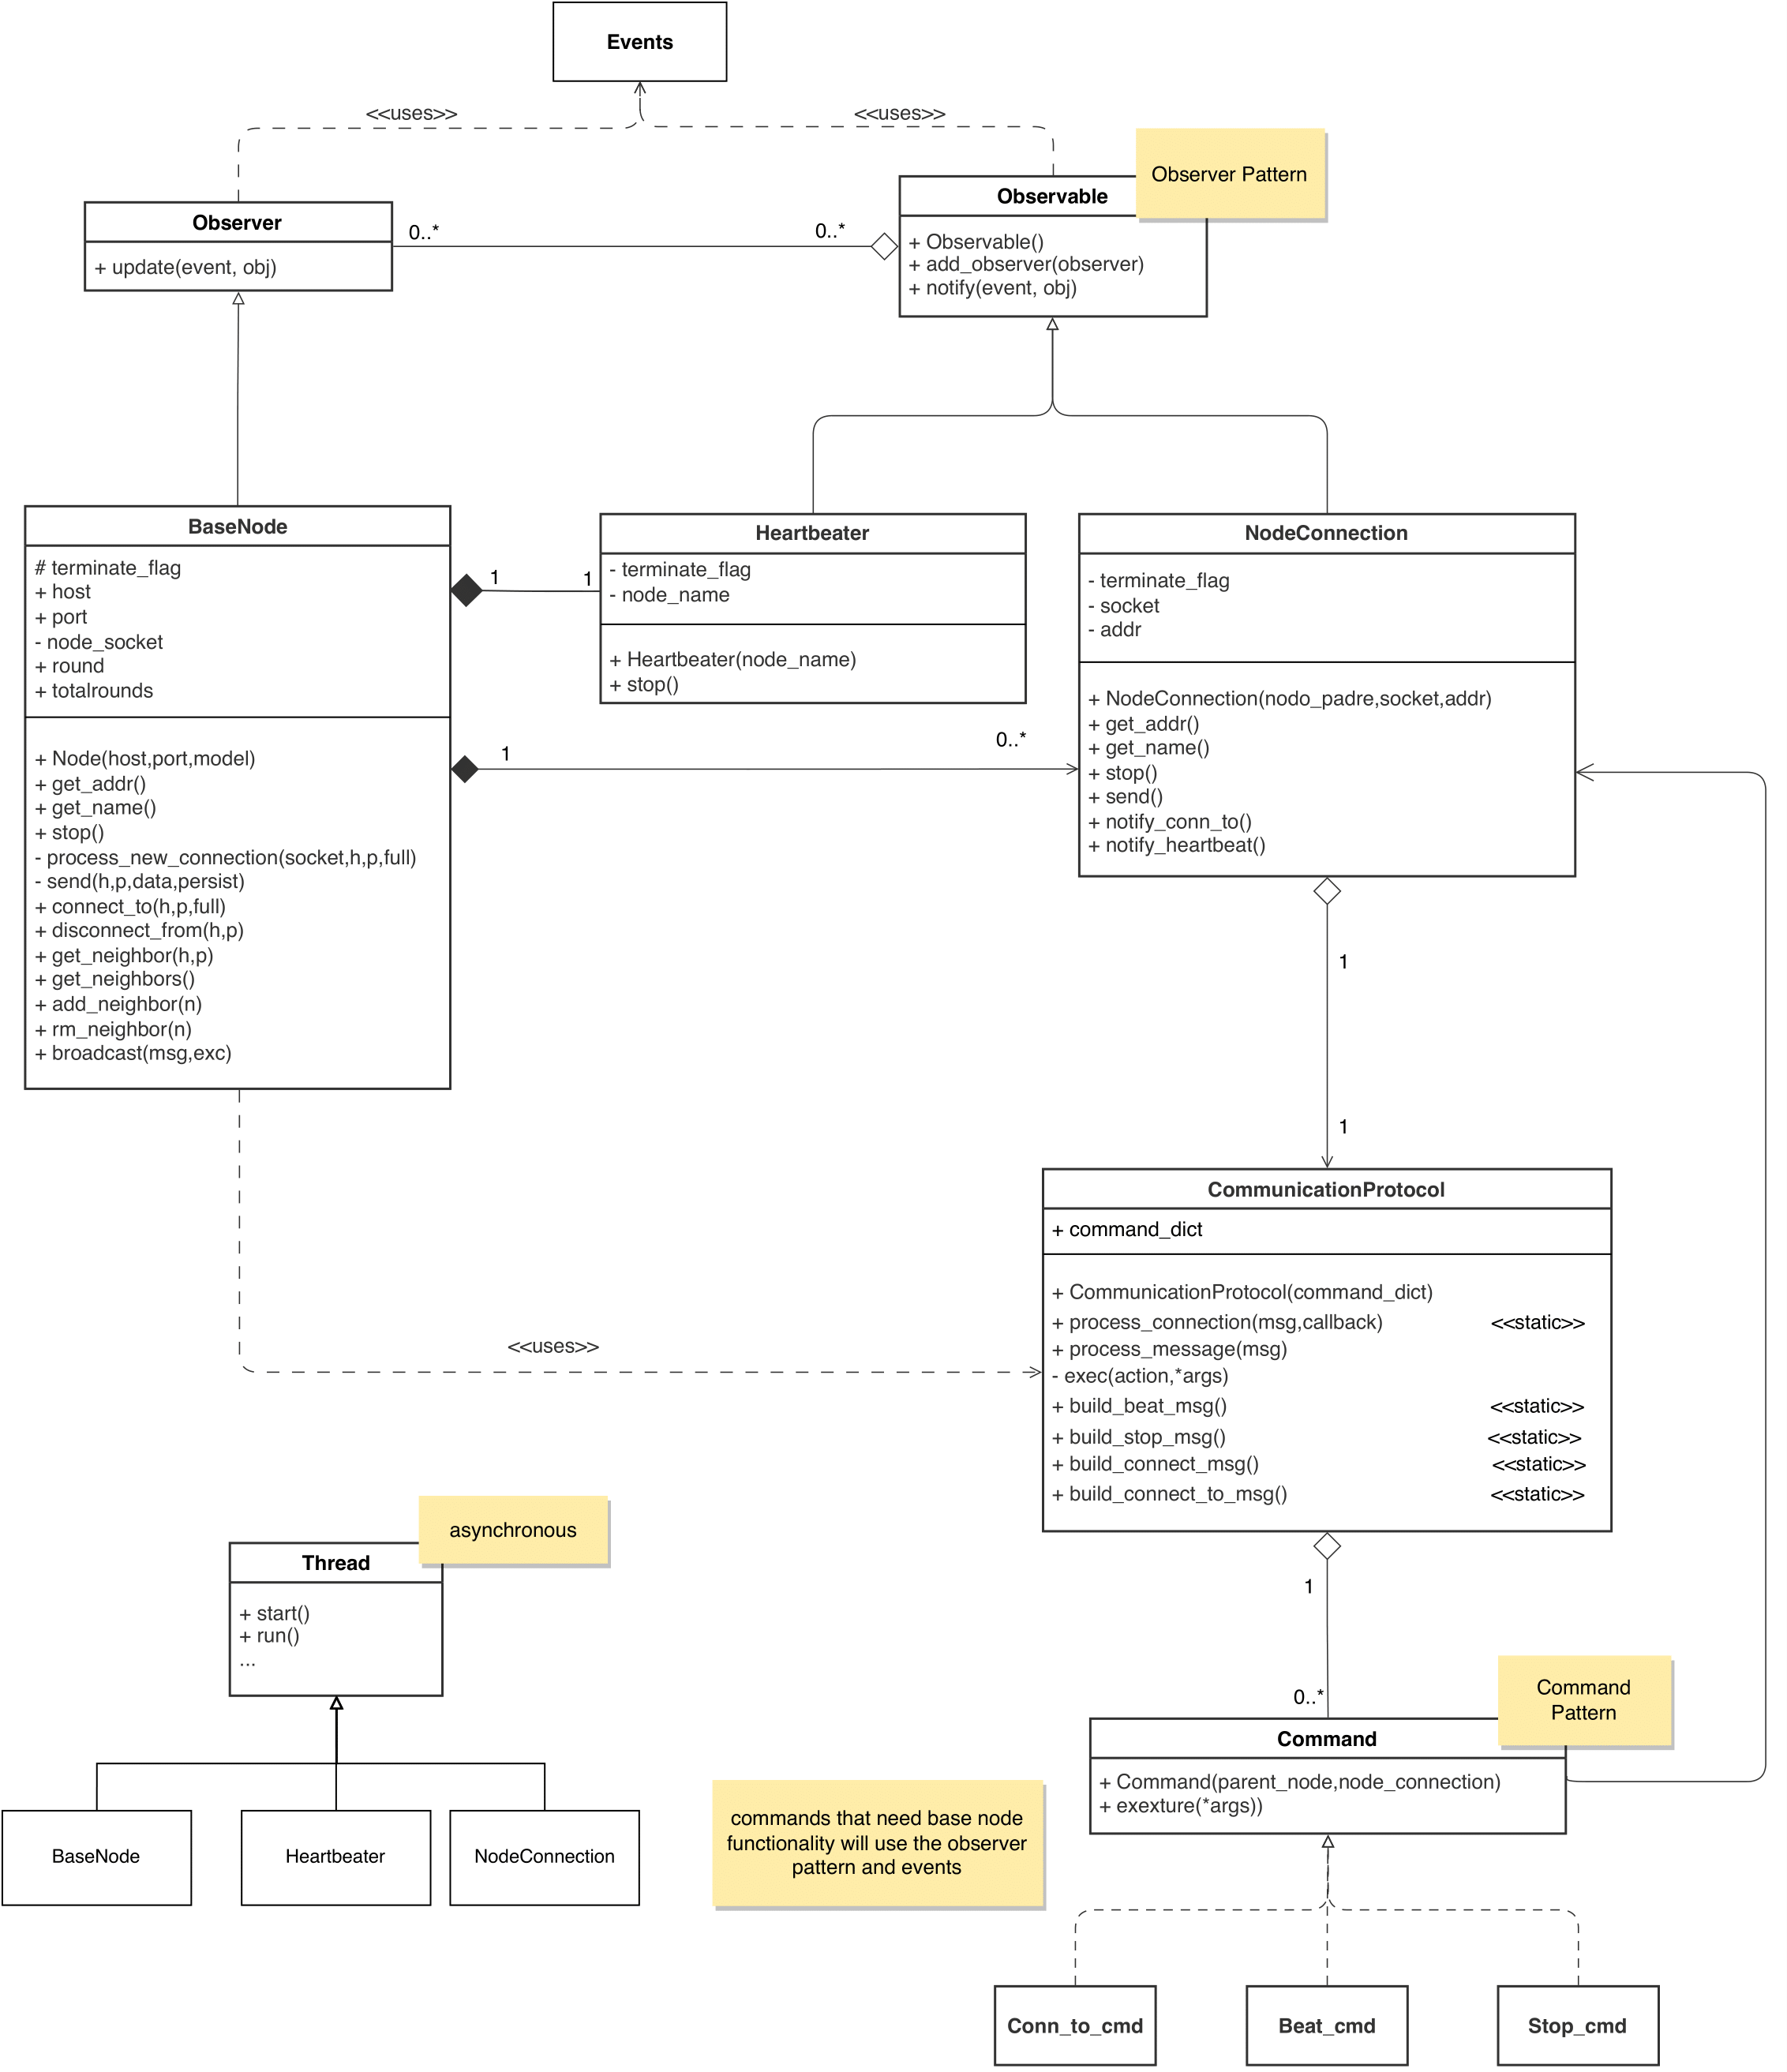 Events
<<uses>>
<<uses>>
Observer Pattern
Observable
+ Observable()
+ add_observer(observer)
+ notify(event, obj)
Observer
+ update(event, obj)
0..*
0..*
BaseNode
# terminate_flag
+ host
+ port
- node_socket
+ round
+ totalrounds
+ Node(host,port,model)
+ get_addr()
+ get_name()
+ stop()
- process_new_connection(socket,h,p,full)
- send(h,p,data,persist)
+ connect_to(h,p,full)
+ disconnect_from(h,p)
+ get_neighbor(h,p)
+ get_neighbors()
+ add_neighbor(n)
+ rm_neighbor(n)
+ broadcast(msg,exc)
1
1
Heartbeater
- terminate_flag
- node_name
+ Heartbeater(node_name)
+ stop()
1
0..*
NodeConnection
- terminate_flag
- socket
- addr
+ NodeConnection(nodo_padre,socket,addr)
+ get_addr()
+ get_name()
+ stop()
+ send()
+ notify_conn_to()
+ notify_heartbeat()
1
1
CommunicationProtocol
+ command_dict
+ CommunicationProtocol(command_dict)
+ process_connection(msg,callback) <<static>>
+ process_message(msg)
- exec(action,*args)
+ build_beat_msg() <<static>>
+ build_stop_msg() <<static>>
+ build_connect_msg() <<static>>
+ build_connect_to_msg() <<static>>
<<uses>>
asynchronous
Thread
+ start()
+ run()
...
BaseNode
Heartbeater
NodeConnection
1
0..*
Command
Pattern
Command
+ Command(parent_node,node_connection)
+ exexture(*args))
commands that need base node
functionality will use the observer
pattern and events
Conn_to_cmd
Beat_cmd
Stop_cmd